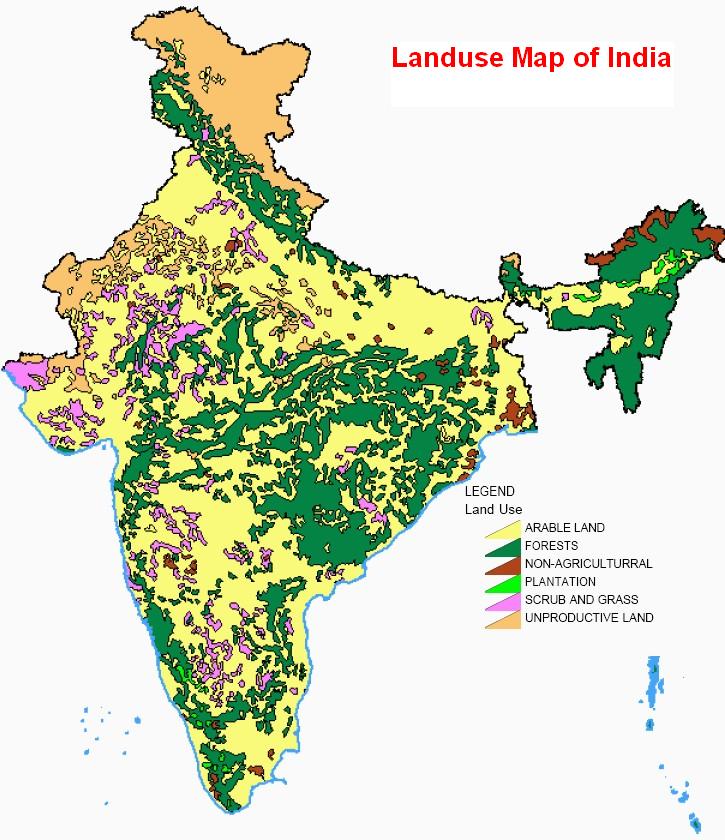 Landuse Map of India
LEGEND
Land Use
ARABLE LAND
FORESTS
NON-AGRICULTURRAL
PLANTATION
SCRUB AND GRASS
UNPRODUCTIVE LAND